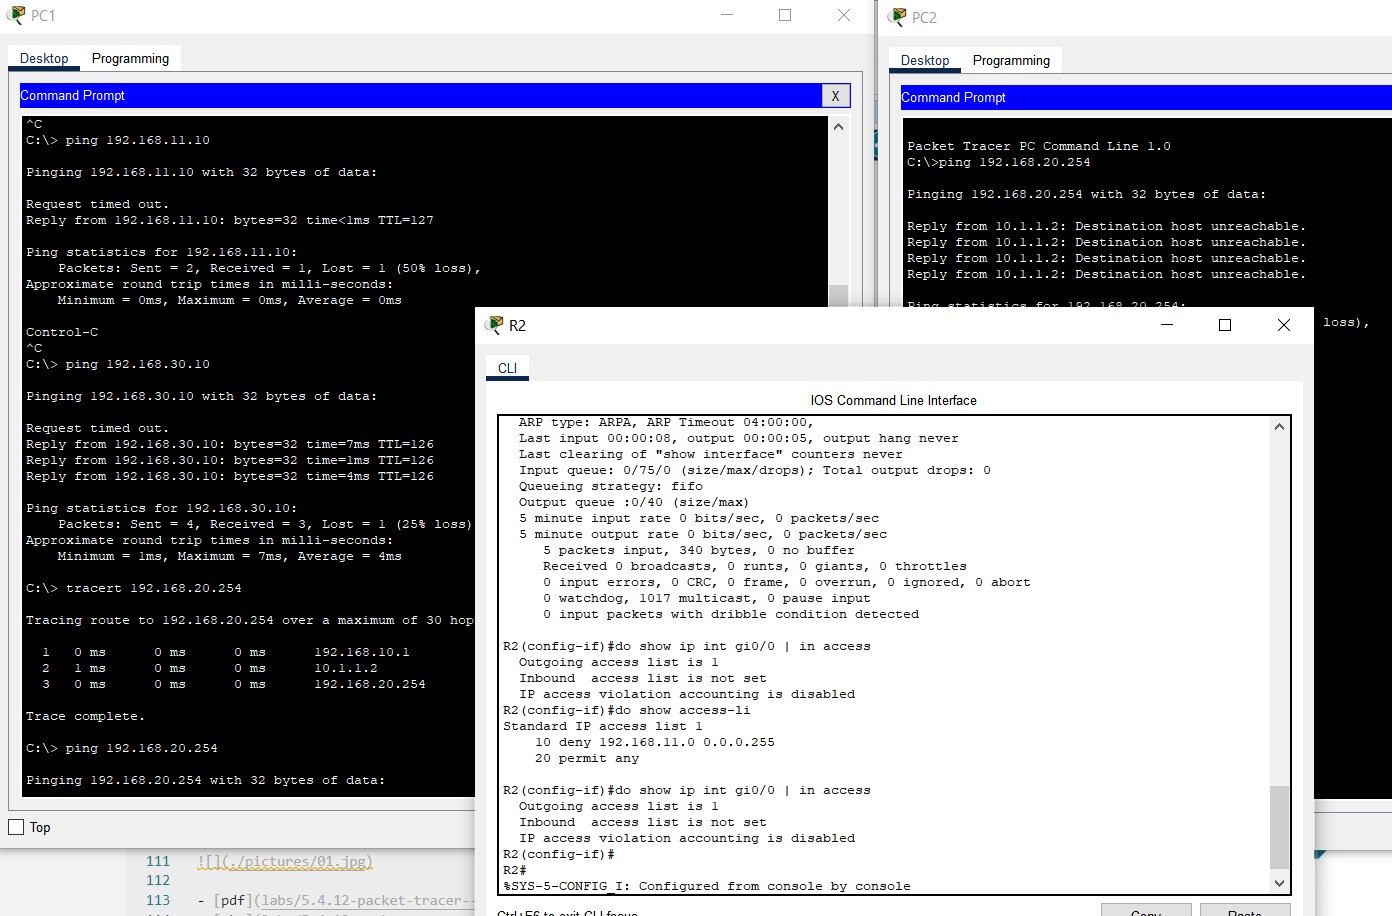 PC1
Desktop
Programming
Command Prompt
X
^C
C:\> ping 192.168.11.10
Pinging 192.168.11.10 with 32 bytes of data:
Request timed out.
Reply from 192.168.11.10: bytes=32 time<1ms TTL=127
Ping statistics for 192.168.11.10:
Packets: Sent = 2, Received = 1, Lost = 1 (50% loss),
Approximate round trip times in milli-seconds:
Minimum = 0ms, Maximum = 0ms, Average = 0ms
Control-C
^C
C:\> ping 192.168.30.10
Pinging 192.168.30.10 with 32 bytes of data:
Request timed out.
Reply from 192.168.30.10: bytes=32 time=7ms TTL=126
Reply from 192.168.30.10: bytes=32 time=1ms TTL=126
Reply from 192.168.30.10: bytes=32 time=4ms TTL=126
Ping statistics for 192.168.30.10:
Packets: Sent = 4, Received = 3, Lost = 1 (25% loss)
Approximate round trip times in milli-seconds:
Minimum = 1ms, Maximum = 7ms, Average = 4ms
C:\> tracert 192.168.20.254
Tracing route to 192.168.20.254 over a maximum of 30 hop
1 0 ms 0 ms 0 ms 192.168.10.1
2 1 ms 0 ms 0 ms 10.1.1.2
3 0 ms 0 ms 0 ms 192.168.20.254
Trace complete.
C:\> ping 192.168.20.254
Pinging 192.168.20.254 with 32 bytes of data:
Top
PC2
Desktop
Programming
Command Prompt
Packet Tracer PC Command Line 1.0
C:\>ping 192.168.20.254
Pinging 192.168.20.254 with 32 bytes of data:
Reply from 10.1.1.2: Destination host unreachable.
Reply from 10.1.1.2: Destination host unreachable.
Reply from 10.1.1.2: Destination host unreachable.
Reply from 10.1.1.2: Destination host unreachable.
Ping statistics for 192.168.20.254:
loss),
R2
CLI
IOS Command Line Interface
ARP type: ARPA, ARP Timeout 04:00:00,
Last input 00:00:08, output 00:00:05, output hang never
Last clearing of "show interface" counters never
Input queue: 0/75/0 (size/max/drops); Total output drops: 0
Queueing strategy: fifo
Output queue :0/40 (size/max)
5 minute input rate 0 bits/sec, 0 packets/sec
5 minute output rate 0 bits/sec, 0 packets/sec
5 packets input, 340 bytes, 0 no buffer
Received 0 broadcasts, 0 runts, 0 giants, 0 throttles
0 input errors, 0 CRC, 0 frame, 0 overrun, 0 ignored, 0 abort
0 watchdog, 1017 multicast, 0 pause input
0 input packets with dribble condition detected
R2(config-if)#do show ip int gi0/0 | in access
Outgoing access list is 1
Inbound  access list is not set
IP access violation accounting is disabled
R2(config-if)#do show access-li
Standard IP access list 1
10 deny 192.168.11.0 0.0.0.255
20 permit any
R2(config-if)#do show ip int gi0/0 | in access
Outgoing access list is 1
Inbound  access list is not set
IP access violation accounting is disabled
R2(config-if)#
R2#
%SYS-5-CONFIG_I: Configured from console by console
Ctrl+F6 to exit CLI focus
Copy
Paste
111 ![](./pictures/01.jpg)
112
113 - [pdf](labs/5.4.12-packet-tracer--